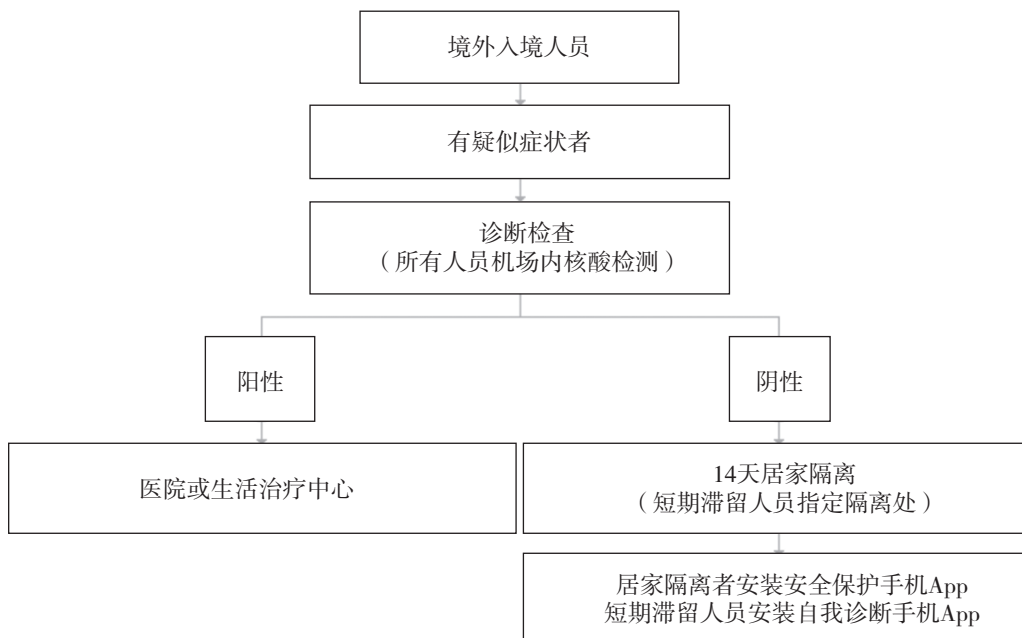 境外入境人员
有疑似症状者
诊断检查
（所有人员机场内核酸检测）
阳性
阴性
医院或生活治疗中心
14天居家隔离
（短期滞留人员指定隔离处）
居家隔离者安装安全保护手机App
短期滞留人员安装自我诊断手机App